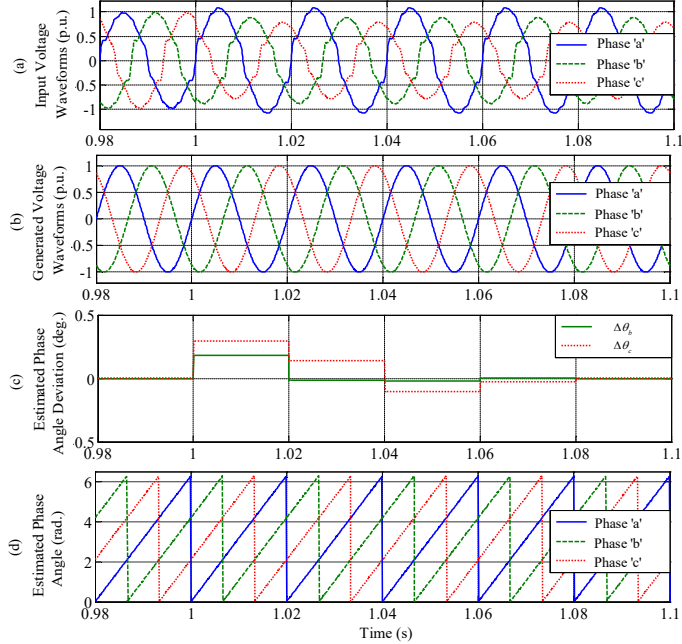 (a)
Input Voltage
Waveforms (p.u.)
1
0.5
0
0.5
-1
Phase 'a'
Phase 'b'
Phase 'c'
0.98 1 1.02 1.04 1.06 1.08 1.1
(b)
Generated Voltage
Waveforms (p.u.)
1
0.5
0
-0.5
-1
Phase 'a'
Phase 'b'
Phase 'c'
0.98 1 1.02 1.04 1.06 1.08 1.1
(c)
Estimated Phase
Angle Deviation (deg.)
0.5
0
0.5
Δθb
Δθc
0.98 1 1.02 1.04 1.06 1.08 1.1
(d)
Estimated Phase
Angle (rad.)
6
4
2
0
Phase 'a'
Phase 'b'
Phase 'c'
0.98 1 1.02 1.04 1.06 1.08 1.1
Time (s)